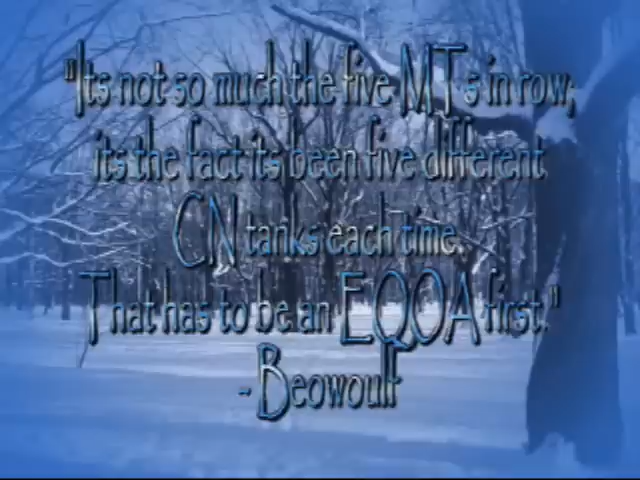 "Its not so much the five MT s in row;
its the fact its been five different
CN tanks each time.
That has to be an EQOA first."
- Beowoulf